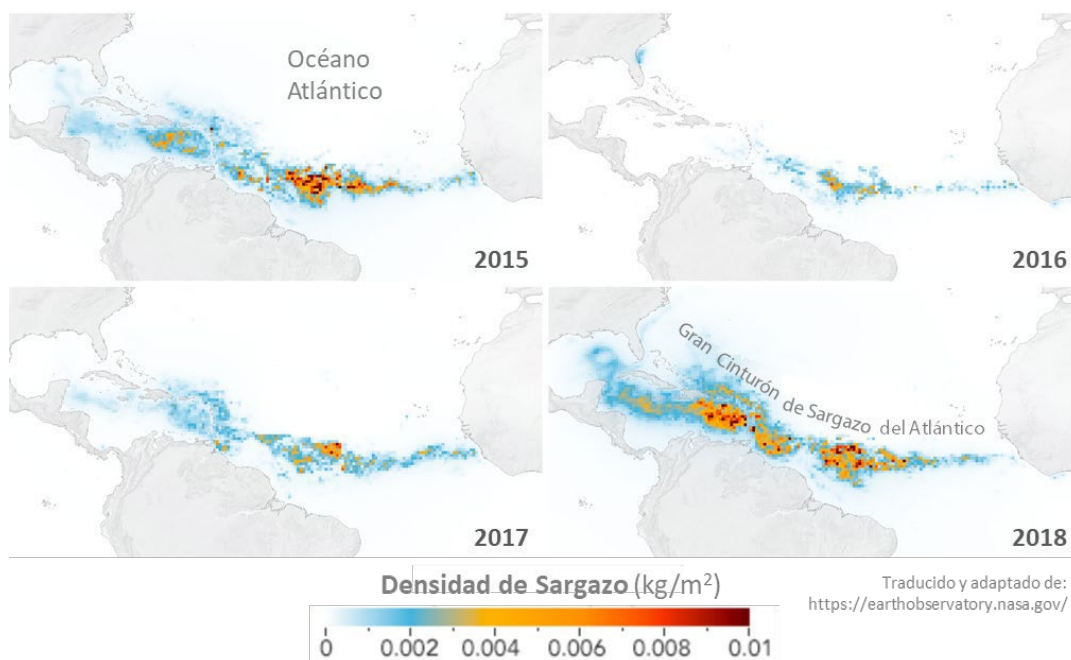 Océano
Atlántico
2015
2016
2017
Gran Cinturón de Sargazo del Atlántico
2018
Densidad de Sargazo (kg/m²)
0 0.002 0.004 0.006 0.008 0.01
Traducido y adaptado de:
https://earthobservatory.nasa.gov/